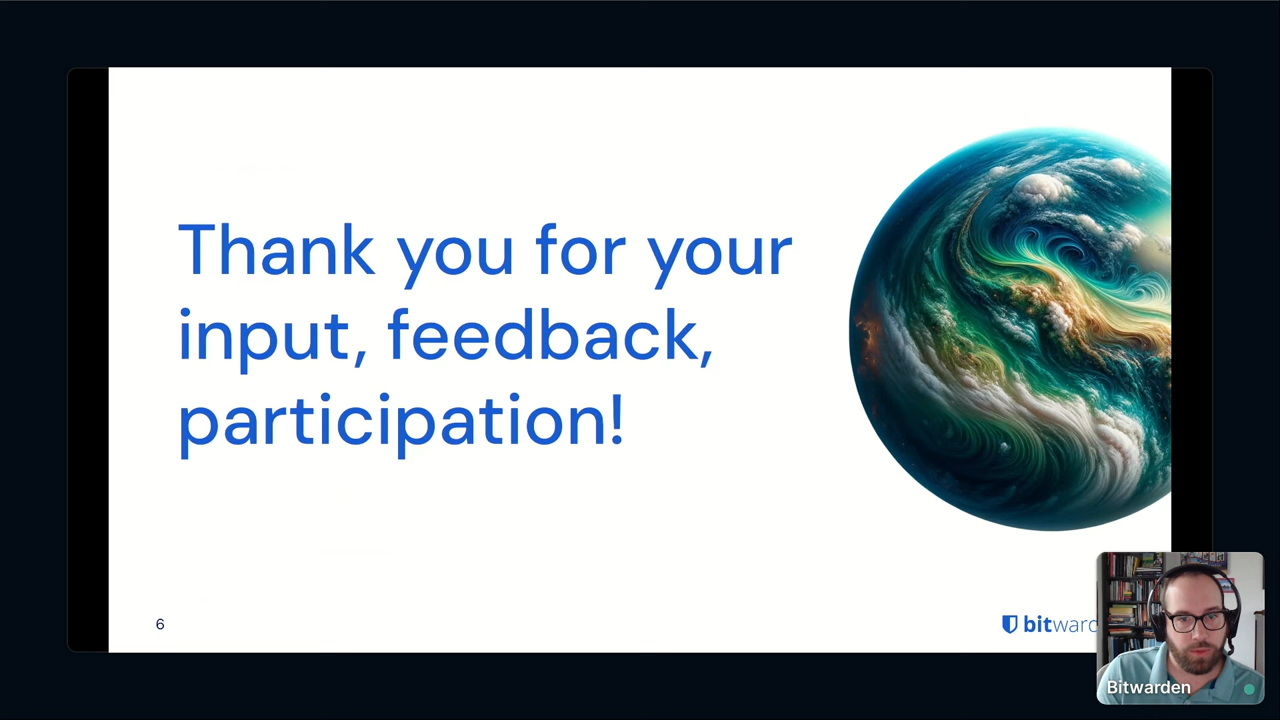 Thank you for your
input, feedback,
participation!
6
bitward
Bitwarden